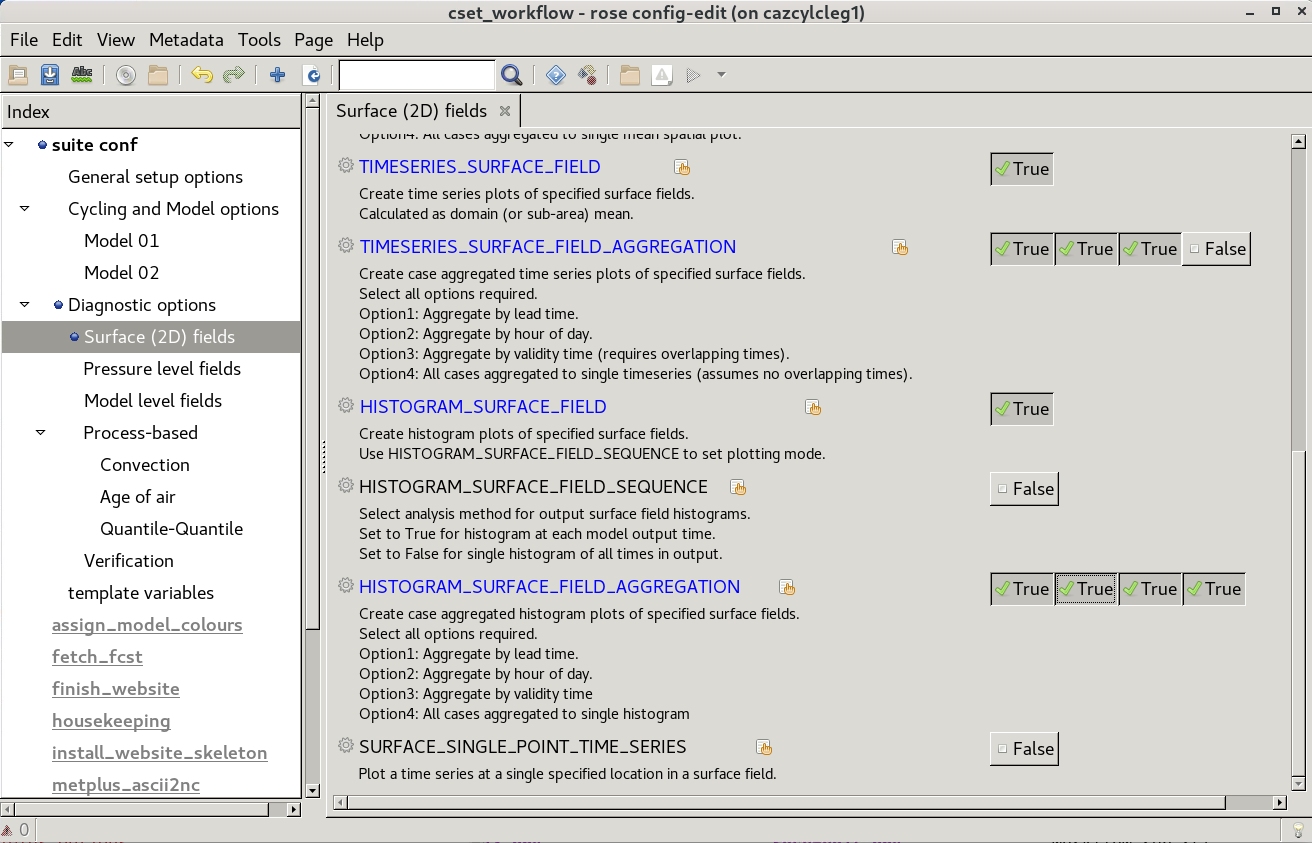 cset_workflow - rose config-edit (on cazcylcleg1)
File Edit View Metadata Tools Page Help
Index
suite conf
General setup options
Cycling and Model options
Model 01
Model 02
Diagnostic options
Surface (2D) fields
Pressure level fields
Model level fields
Process-based
Convection
Age of air
Quantile-Quantile
Verification
template variables
assign_model_colours
fetch_fcst
finish_website
housekeeping
install_website_skeleton
metplus_ascii2nc
Surface (2D) fields
Option4: All cases aggregated to single mean spatial plot.
TIMESERIES_SURFACE_FIELD True
Create time series plots of specified surface fields.
Calculated as domain (or sub-area) mean.
TIMESERIES_SURFACE_FIELD_AGGREGATION True True True False
Create case aggregated time series plots of specified surface fields.
Select all options required.
Option1: Aggregate by lead time.
Option2: Aggregate by hour of day.
Option3: Aggregate by validity time (requires overlapping times).
Option4: All cases aggregated to single timeseries (assumes no overlapping times).
HISTOGRAM_SURFACE_FIELD True
Create histogram plots of specified surface fields.
Use HISTOGRAM_SURFACE_FIELD_SEQUENCE to set plotting mode.
HISTOGRAM_SURFACE_FIELD_SEQUENCE False
Select analysis method for output surface field histograms.
Set to True for histogram at each model output time.
Set to False for single histogram of all times in output.
HISTOGRAM_SURFACE_FIELD_AGGREGATION True True True True
Create case aggregated histogram plots of specified surface fields.
Select all options required.
Option1: Aggregate by lead time.
Option2: Aggregate by hour of day.
Option3: Aggregate by validity time
Option4: All cases aggregated to single histogram
SURFACE_SINGLE_POINT_TIME_SERIES False
Plot a time series at a single specified location in a surface field.
0